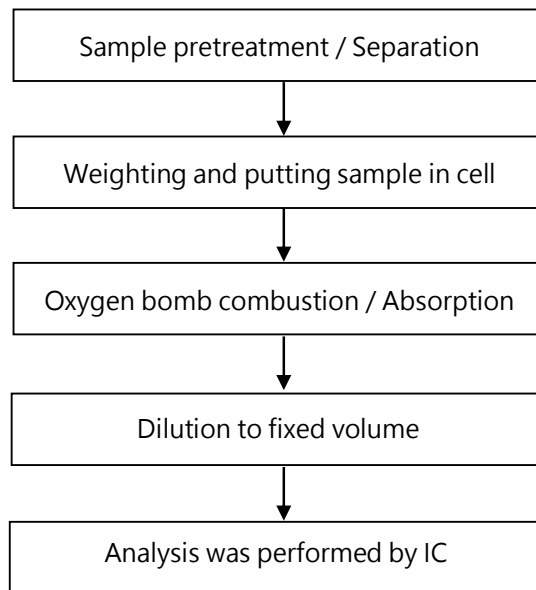 Sample pretreatment / Separation
Weighting and putting sample in cell
Oxygen bomb combustion / Absorption
Dilution to fixed volume
Analysis was performed by IC